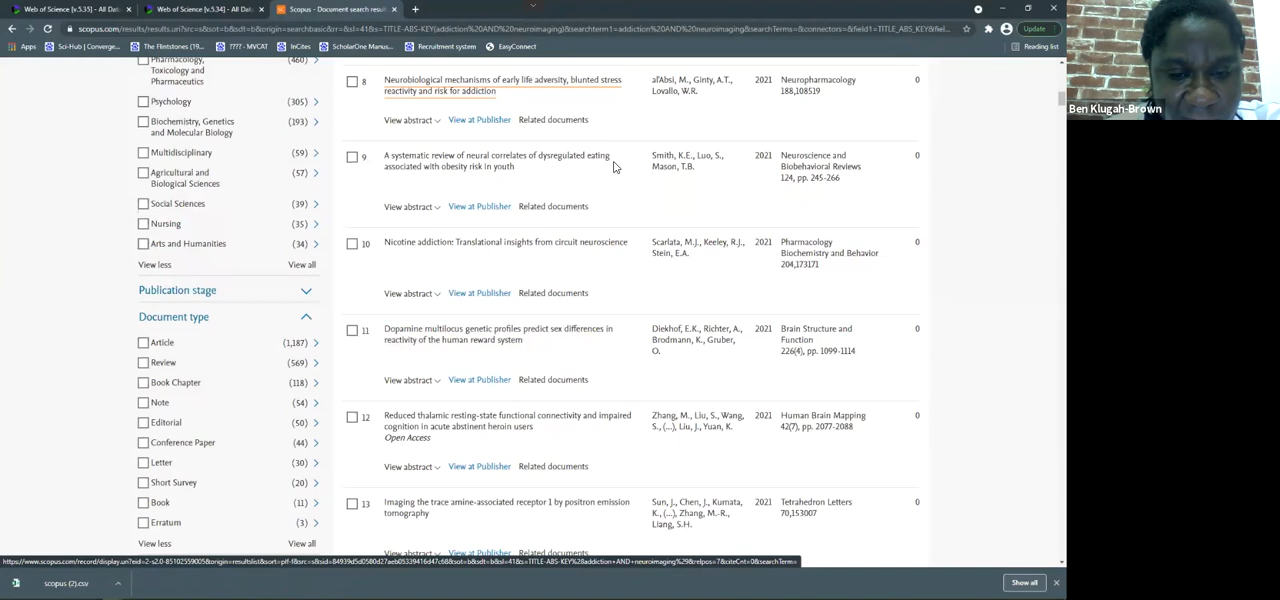 Web of Science [v.5.35] - All Dat
Web of Science [v.5.34] - All Dat
Scopus - Document search resul
scopus.com/results/results.uri?src=s&sot=b&sdt=b&origin=searchbasic&rr=&sl=41&s=TITLE-ABS-KEY(addiction%20AND%20neuroimaging)&searchterm1=addiction%20AND%20neuroimaging&searchTerms=&connectors=&field1=TITLE_ABS_KEY&fiel...
Update
Apps
Sci-Hub | Converge...
The Flintstones (19...
???? - MVCAT
InCites
ScholarOne Manus...
Recruitment system
EasyConnect
Reading list
Ben Klugah-Brown
Pharmacology, (460)
Toxicology and
Pharmaceutics
Psychology (305)
Biochemistry, Genetics (193)
and Molecular Biology
Multidisciplinary (59)
Agricultural and (57)
Biological Sciences
Social Sciences (39)
Nursing (35)
Arts and Humanities (34)
View less View all
Publication stage
Document type
Article (1,187)
Review (569)
Book Chapter (118)
Note (54)
Editorial (50)
Conference Paper (44)
Letter (30)
Short Survey (20)
Book (11)
Erratum (3)
View less View all
8 Neurobiological mechanisms of early life adversity, blunted stress al'Absi, M., Ginty, A.T., 2021 Neuropharmacology 0
reactivity and risk for addiction Lovallo, W.R. 188,108519
View abstract View at Publisher Related documents
9 A systematic review of neural correlates of dysregulated eating Smith, K.E., Luo, S., 2021 Neuroscience and 0
associated with obesity risk in youth Mason, T.B. Biobehavioral Reviews
124, pp. 245-266
View abstract View at Publisher Related documents
10 Nicotine addiction: Translational insights from circuit neuroscience Scarlata, M.J., Keeley, R.J., 2021 Pharmacology 0
Stein, E.A. Biochemistry and Behavior
204,173171
View abstract View at Publisher Related documents
11 Dopamine multilocus genetic profiles predict sex differences in Diekhof, E.K., Richter, A., 2021 Brain Structure and 0
reactivity of the human reward system Brodmann, K., Gruber, Function
O. 226(4), pp. 1099-1114
View abstract View at Publisher Related documents
12 Reduced thalamic resting-state functional connectivity and impaired Zhang, M., Liu, S., Wang, 2021 Human Brain Mapping 0
cognition in acute abstinent heroin users S., (...), Liu, J., Yuan, K. 42(7), pp. 2077-2088
Open Access
View abstract View at Publisher Related documents
13 Imaging the trace amine-associated receptor 1 by positron emission Sun, J., Chen, J., Kumata, 2021 Tetrahedron Letters 0
tomography K., (...), Zhang, M.-R., 70,153007
Liang, S.H.
View abstract View at Publisher Related documents
scopus (2).csv
Show all